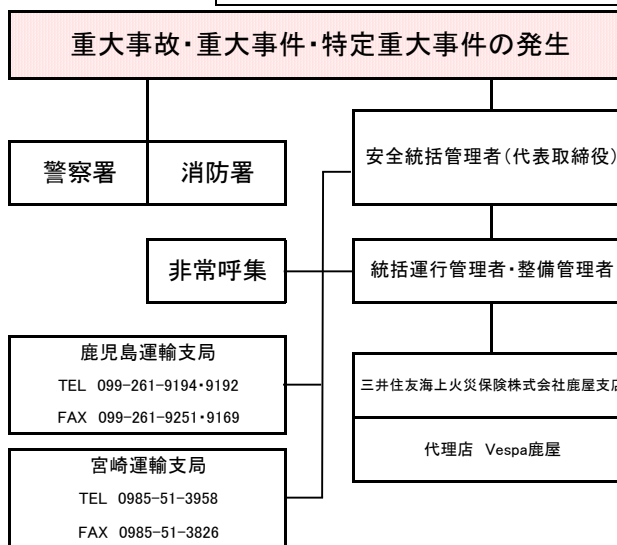 重大事故・重大事件・特定重大事件の発生
警察署
消防署
安全統括管理者(代表取締役)
非常呼集
統括運行管理者・整備管理者
鹿児島運輸支局
TEL 099-261-9194・9192
FAX 099-261-9251・9169
三井住友海上火災保険株式会社鹿屋支店
代理店 Vespa鹿屋
宮崎運輸支局
TEL 0985-51-3958
FAX 0985-51-3826